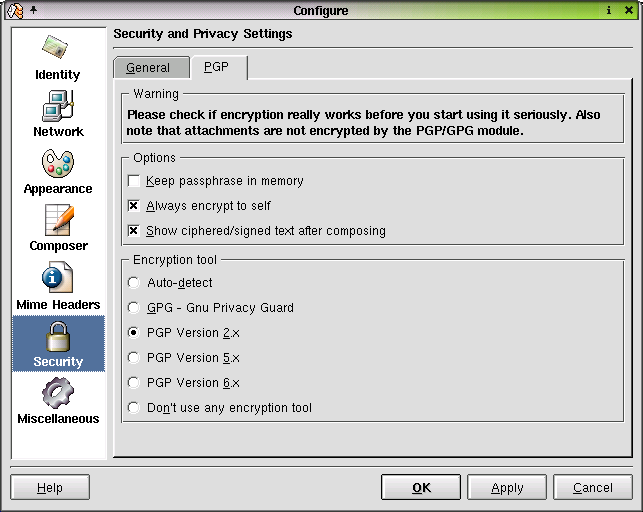 Configure
Identity
Network
Appearance
Composer
Mime Headers
Security
Miscellaneous
Security and Privacy Settings
General
PGP
Warning
Please check if encryption really works before you start using it seriously. Also
note that attachments are not encrypted by the PGP/GPG module.
Options
Keep passphrase in memory
Always encrypt to self
Show ciphered/signed text after composing
Encryption tool
Auto-detect
GPG - Gnu Privacy Guard
PGP Version 2.x
PGP Version 5.x
PGP Version 6.x
Don't use any encryption tool
Help
OK
Apply
Cancel